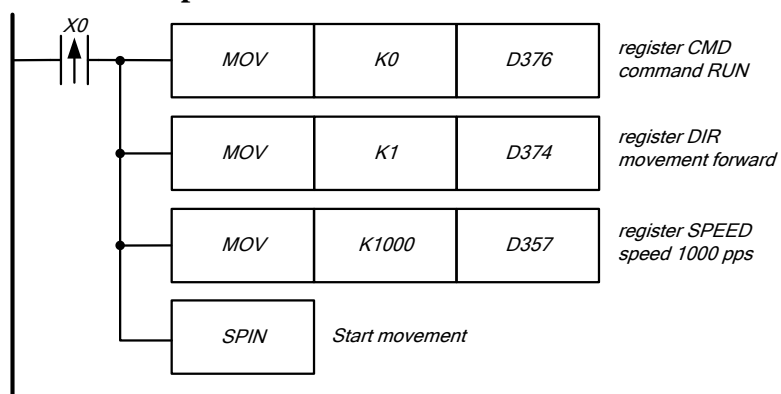 X0
MOV K0 D376
register CMD
command RUN
MOV K1 D374
register DIR
movement forward
MOV K1000 D357
register SPEED
speed 1000 pps
SPIN
Start movement